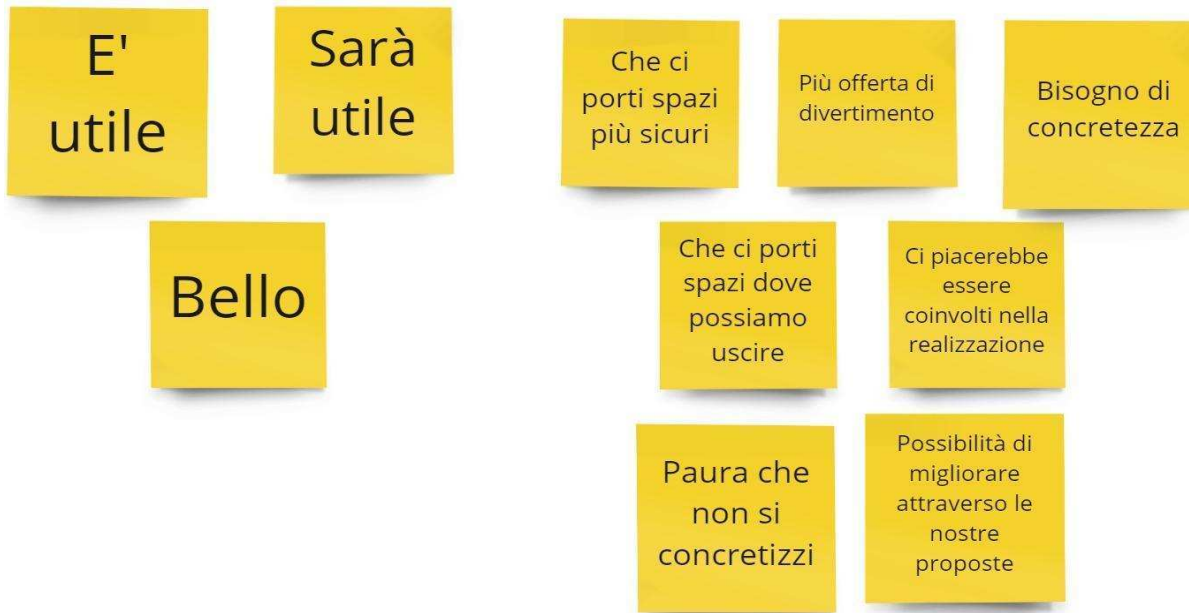 E'
utile
Sarà
utile
Bello
Che ci
porti spazi
più sicuri
Più offerta di
divertimento
Bisogno di
concretezza
Che ci porti
spazi dove
possiamo
uscire
Ci piacerebbe
essere
coinvolti nella
realizzazione
Paura che
non si
concretizzi
Possibilità di
migliorare
attraverso le
nostre
proposte